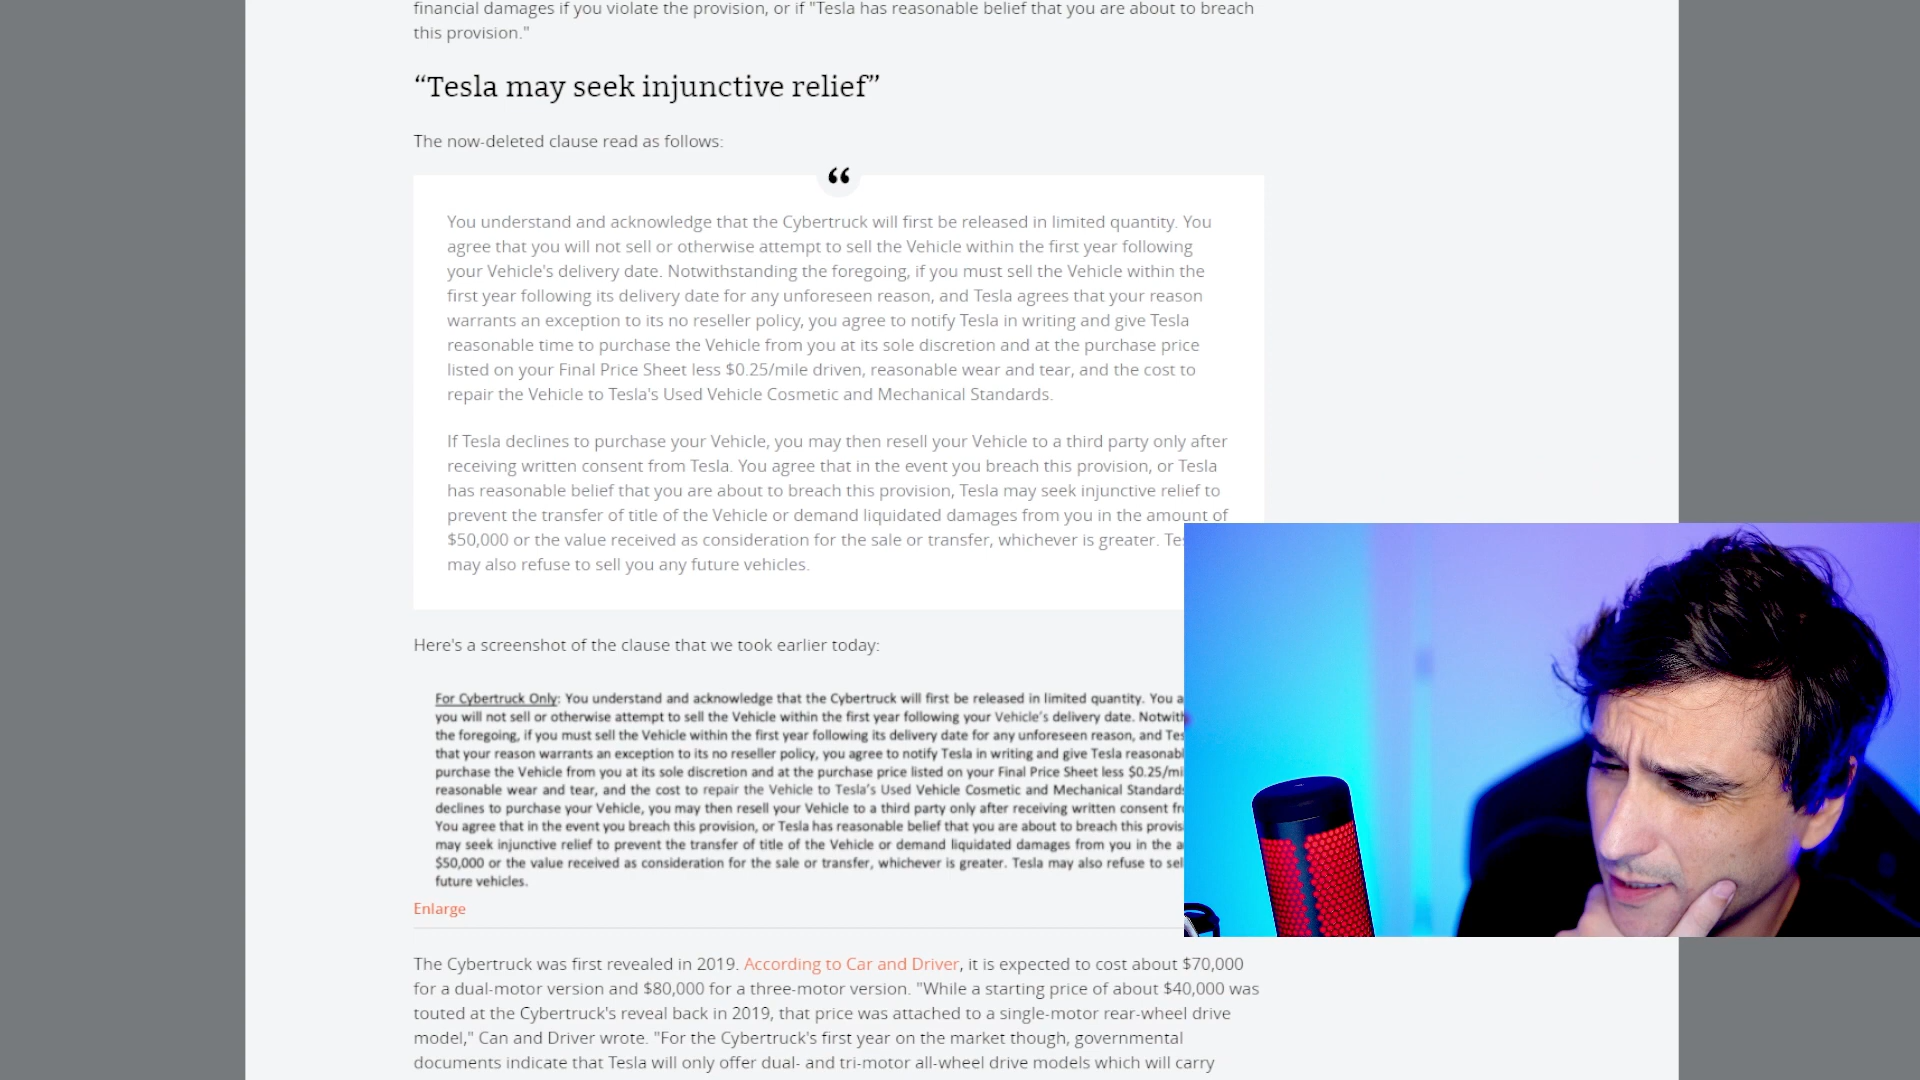 financial damages if you violate the provision, or if "Tesla has reasonable belief that you are about to breach
this provision."
“Tesla may seek injunctive relief”
The now-deleted clause read as follows:
“
You understand and acknowledge that the Cybertruck will first be released in limited quantity. You
agree that you will not sell or otherwise attempt to sell the Vehicle within the first year following
your Vehicle's delivery date. Notwithstanding the foregoing, if you must sell the Vehicle within the
first year following its delivery date for any unforeseen reason, and Tesla agrees that your reason
warrants an exception to its no reseller policy, you agree to notify Tesla in writing and give Tesla
reasonable time to purchase the Vehicle from you at its sole discretion and at the purchase price
listed on your Final Price Sheet less $0.25/mile driven, reasonable wear and tear, and the cost to
repair the Vehicle to Tesla's Used Vehicle Cosmetic and Mechanical Standards.
If Tesla declines to purchase your Vehicle, you may then resell your Vehicle to a third party only after
receiving written consent from Tesla. You agree that in the event you breach this provision, or Tesla
has reasonable belief that you are about to breach this provision, Tesla may seek injunctive relief to
prevent the transfer of title of the Vehicle or demand liquidated damages from you in the amount of
$50,000 or the value received as consideration for the sale or transfer, whichever is greater. Te
may also refuse to sell you any future vehicles.
Here's a screenshot of the clause that we took earlier today:
For Cybertruck Only: You understand and acknowledge that the Cybertruck will first be released in limited quantity. You a
you will not sell or otherwise attempt to sell the Vehicle within the first year following your Vehicle’s delivery date. Notwith
the foregoing, if you must sell the Vehicle within the first year following its delivery date for any unforeseen reason, and Tes
that your reason warrants an exception to its no reseller policy, you agree to notify Tesla in writing and give Tesla reasonabl
purchase the Vehicle from you at its sole discretion and at the purchase price listed on your Final Price Sheet less $0.25/mi
reasonable wear and tear, and the cost to repair the Vehicle to Tesla’s Used Vehicle Cosmetic and Mechanical Standards
declines to purchase your Vehicle, you may then resell your Vehicle to a third party only after receiving written consent fr
You agree that in the event you breach this provision, or Tesla has reasonable belief that you are about to breach this provis
may seek injunctive relief to prevent the transfer of title of the Vehicle or demand liquidated damages from you in the a
$50,000 or the value received as consideration for the sale or transfer, whichever is greater. Tesla may also refuse to sel
future vehicles.
Enlarge
The Cybertruck was first revealed in 2019. According to Car and Driver, it is expected to cost about $70,000
for a dual-motor version and $80,000 for a three-motor version. "While a starting price of about $40,000 was
touted at the Cybertruck's reveal back in 2019, that price was attached to a single-motor rear-wheel drive
model," Car and Driver wrote. "For the Cybertruck's first year on the market though, governmental
documents indicate that Tesla will only offer dual- and tri-motor all-wheel drive models which will carry